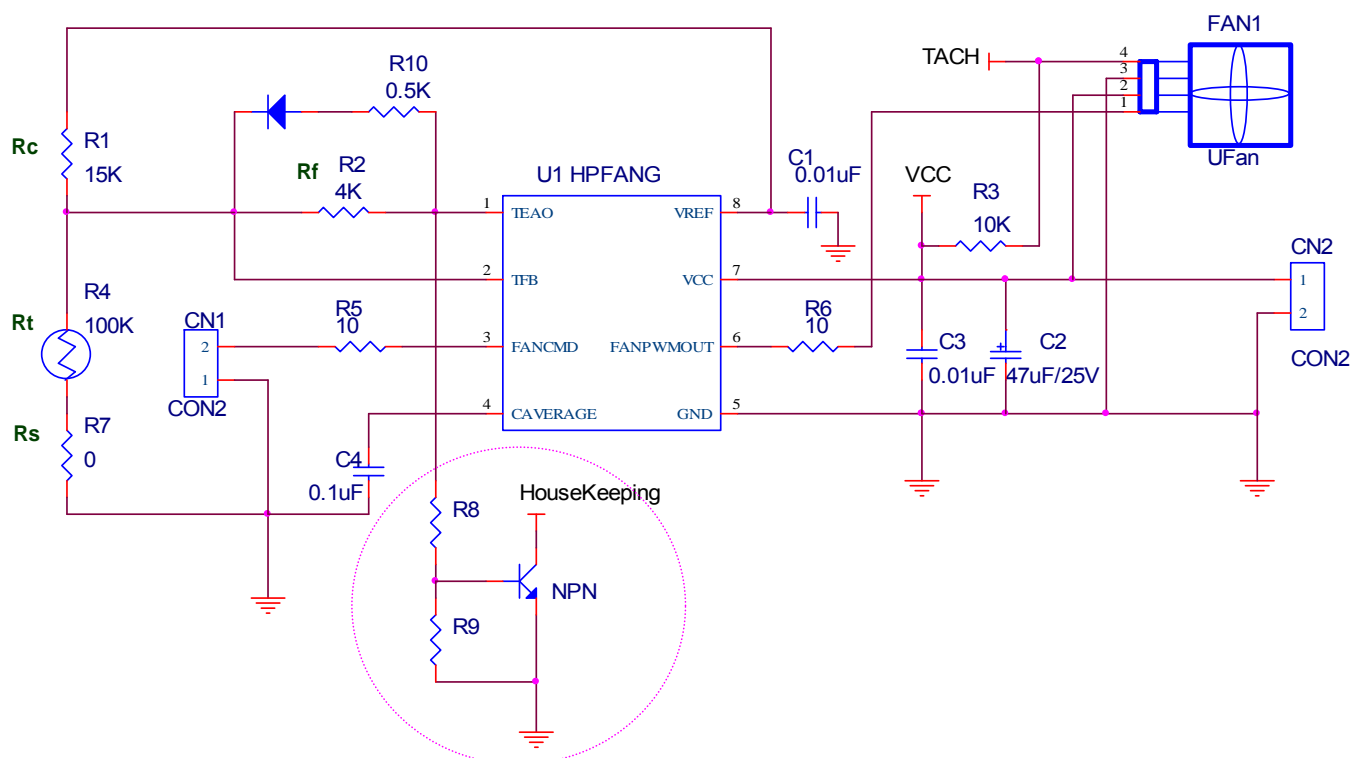 FAN1
R10
0.5K
TACH
4
3
2
1
Rc
R1
15K
Rf
R2
4K
UFan
U1 HPFANG
C1
0.01uF
VCC
R3
10K
1
TEAO
VREF
8
2
TFB
VCC
7
CN2
1
2
CON2
Rt
R4
100K
CN1
2
1
CON2
R5
10
3
FANCMD
FANPWMOUT
6
R6
10
C3
0.01uF
C2
47uF/25V
4
CAVERAGE
GND
5
Rs
R7
0
C4
0.1uF
HouseKeeping
R8
NPN
R9